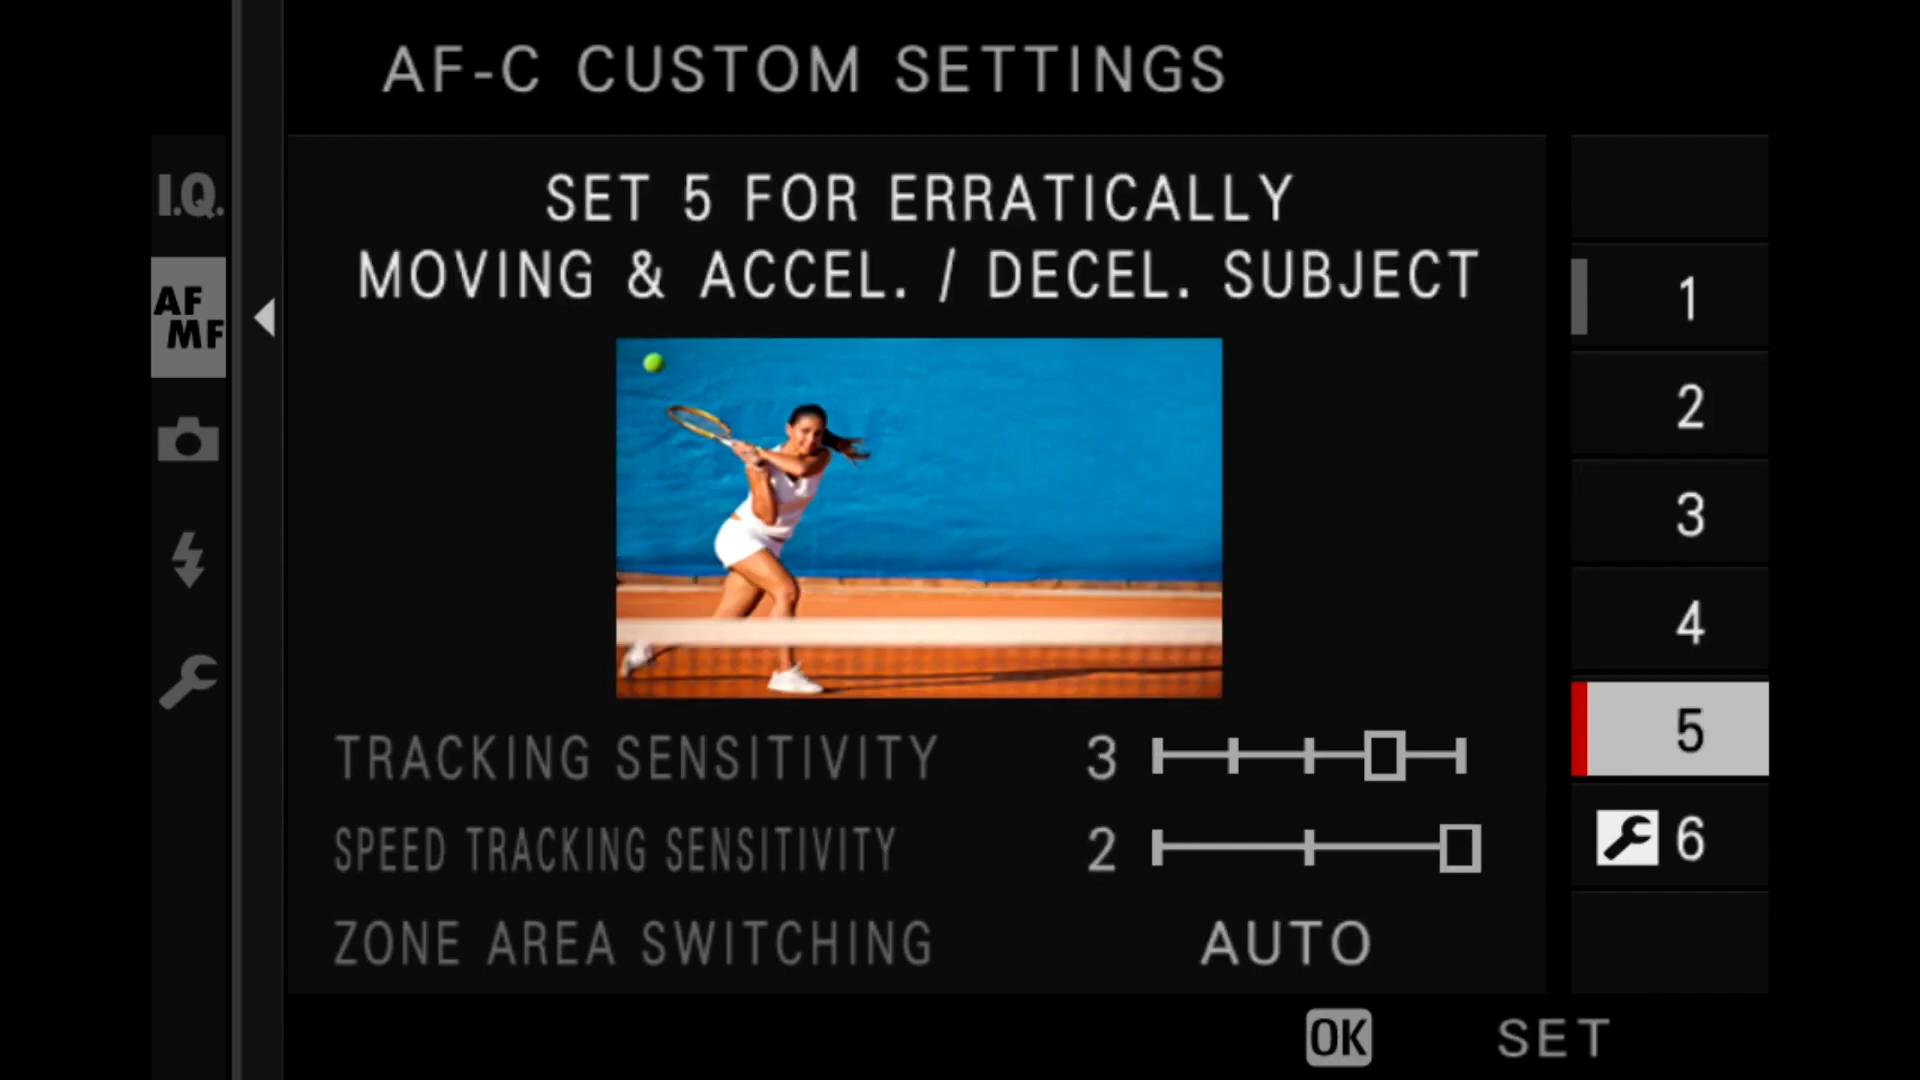 AF-C CUSTOM SETTINGS
I.Q.
AF
MF
SET 5 FOR ERRATICALLY
MOVING & ACCEL. / DECEL. SUBJECT
TRACKING SENSITIVITY 3
SPEED TRACKING SENSITIVITY 2
ZONE AREA SWITCHING AUTO
1
2
3
4
5
6
OK SET